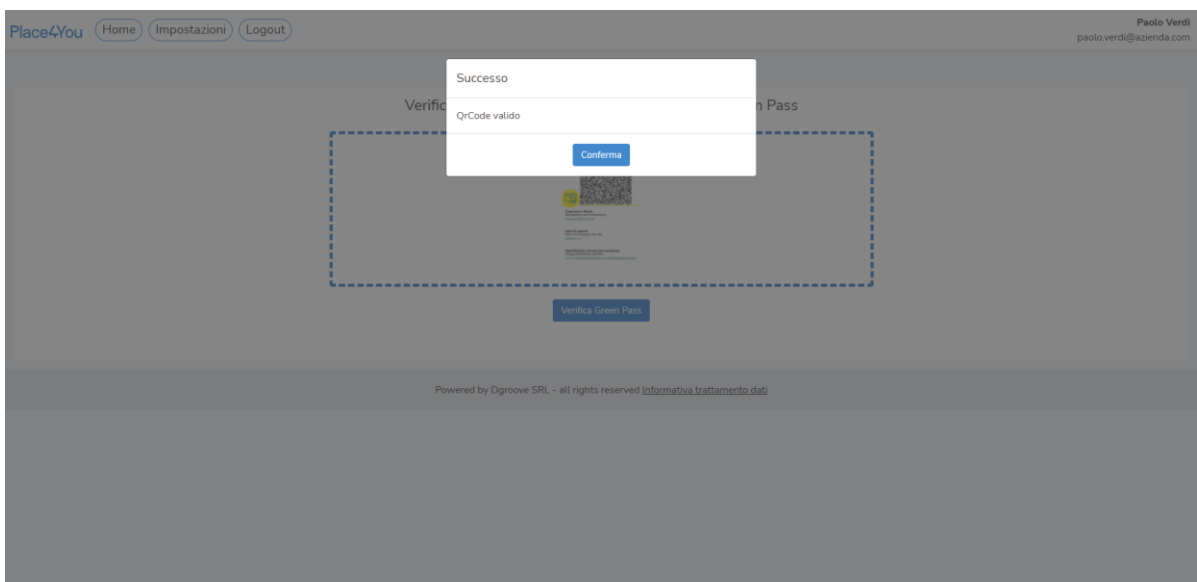 Place4You Home Impostazioni Logout
Paolo Verdi
paolo.verdi@azienda.com
Successo
Verific n Pass
QrCode valido
Conferma
Verifica Green Pass
Powered by Dgroove SRL - all rights reserved Informativa trattamento dati